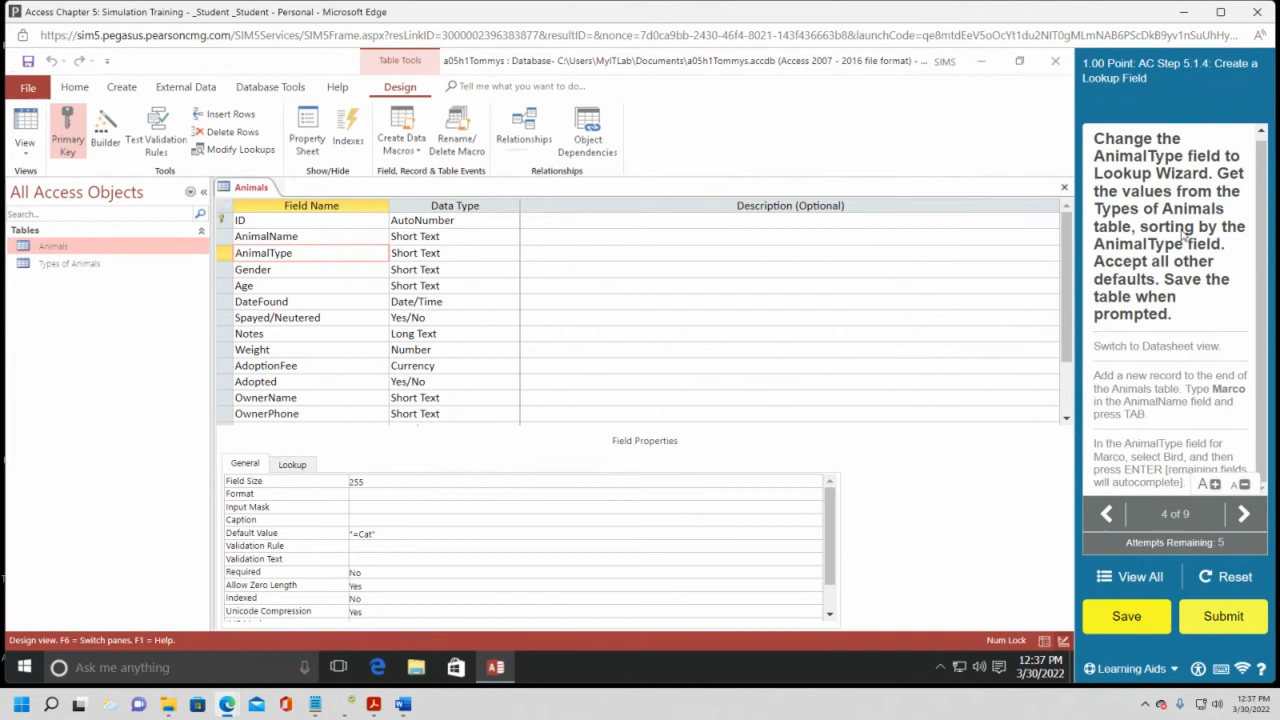 Access Chapter 5: Simulation Training - _Student _Student - Personal - Microsoft Edge
https://sim5.pegasus.pearsoncmg.com/SIM5Services/SIM5Frame.aspx?resLinkID=3000002396376877&resultID=&nonce=7d0ca9bb-2430-46f4-8021-143f436663b8&launchCode=
Table Tools
a05h1Tommys : Database- C:\Users\MyITLab\Documents\a05h1Tommys.accdb (Access 2007 - 2016 file format) - ...
SIMS
File
Home
Create
External Data
Database Tools
Help
Design
Tell me what you want to do...
View
Primary Key
Builder
Test Validation Rules
Insert Rows
Delete Rows
Modify Lookups
Property Sheet
Indexes
Create Data Macros
Rename/ Delete Macro
Relationships
Object Dependencies
Views
Tools
Show/Hide
Field, Record & Table Events
Relationships
All Access Objects
Search...
Tables
Animals
Types of Animals
Animals
Field Name Data Type Description (Optional)
ID AutoNumber
AnimalName Short Text
AnimalType Short Text
Gender Short Text
Age Short Text
DateFound Date/Time
Spayed/Neutered Yes/No
Notes Long Text
Weight Number
AdoptionFee Currency
Adopted Yes/No
OwnerName Short Text
OwnerPhone Short Text
Field Properties
General Lookup
Field Size 255
Format
Input Mask
Caption
Default Value "=Cat"
Validation Rule
Validation Text
Required No
Allow Zero Length Yes
Indexed No
Unicode Compression Yes
Design view. F6 = Switch panes, F1 = Help.
Num Lock
Ask me anything
12:37 PM
3/30/2022
1.00 Point: AC Step 5.1.4: Create a
Lookup Field
Change the
AnimalType field to
Lookup Wizard. Get
the values from the
Types of Animals
table, sorting by the
AnimalType field.
Accept all other
defaults. Save the
table when
prompted.
Switch to Datasheet view.
Add a new record to the end
of the Animals table. Type Marco
in the AnimalName field and
press TAB.
In the AnimalType field for
Marco, select Bird, and then
press ENTER [remaining fields
will autocomplete].
A A
4 of 9
Attempts Remaining: 5
View All
Reset
Save
Submit
Learning Aids
12:37 PM
3/30/2022